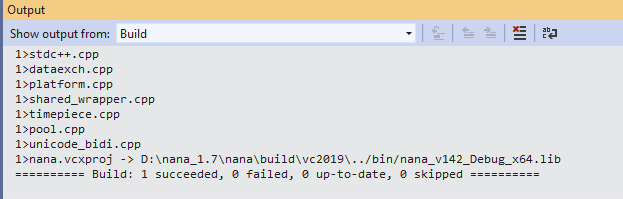 Output
Show output from: Build
1>stdc++.cpp
1>dataexch.cpp
1>platform.cpp
1>shared_wrapper.cpp
1>timepiece.cpp
1>pool.cpp
1>unicode_bidi.cpp
1>nana.vcxproj -> D:\nana_1.7\nana\build\vc2019\../bin/nana_v142_Debug_x64.lib
========== Build: 1 succeeded, 0 failed, 0 up-to-date, 0 skipped ==========